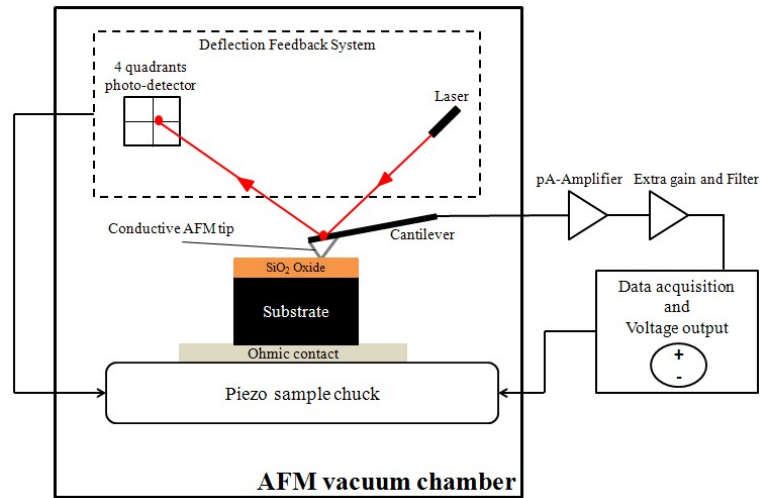 Deflection Feedback System
4 quadrants
photo-detector
Laser
pA-Amplifier
Extra gain and Filter
Conductive AFM tip
Cantilever
SiO2 Oxide
Substrate
Ohmic contact
Piezo sample chuck
Data acquisition
and
Voltage output
+
-
AFM vacuum chamber